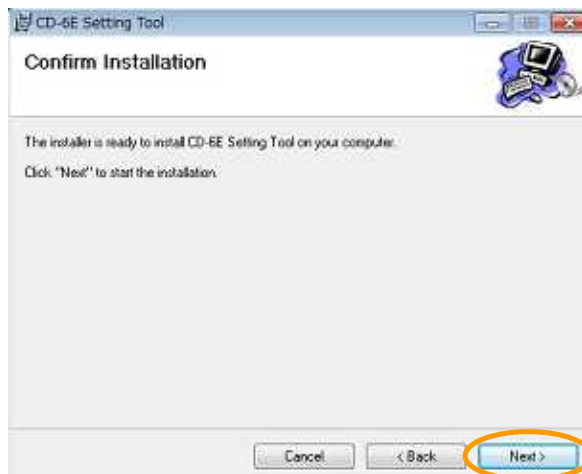 CD-6E Setting Tool
Confirm Installation
The installer is ready to install CD-6E Setting Tool on your computer.
Click "Next" to start the installation.
Cancel
< Back
Next >